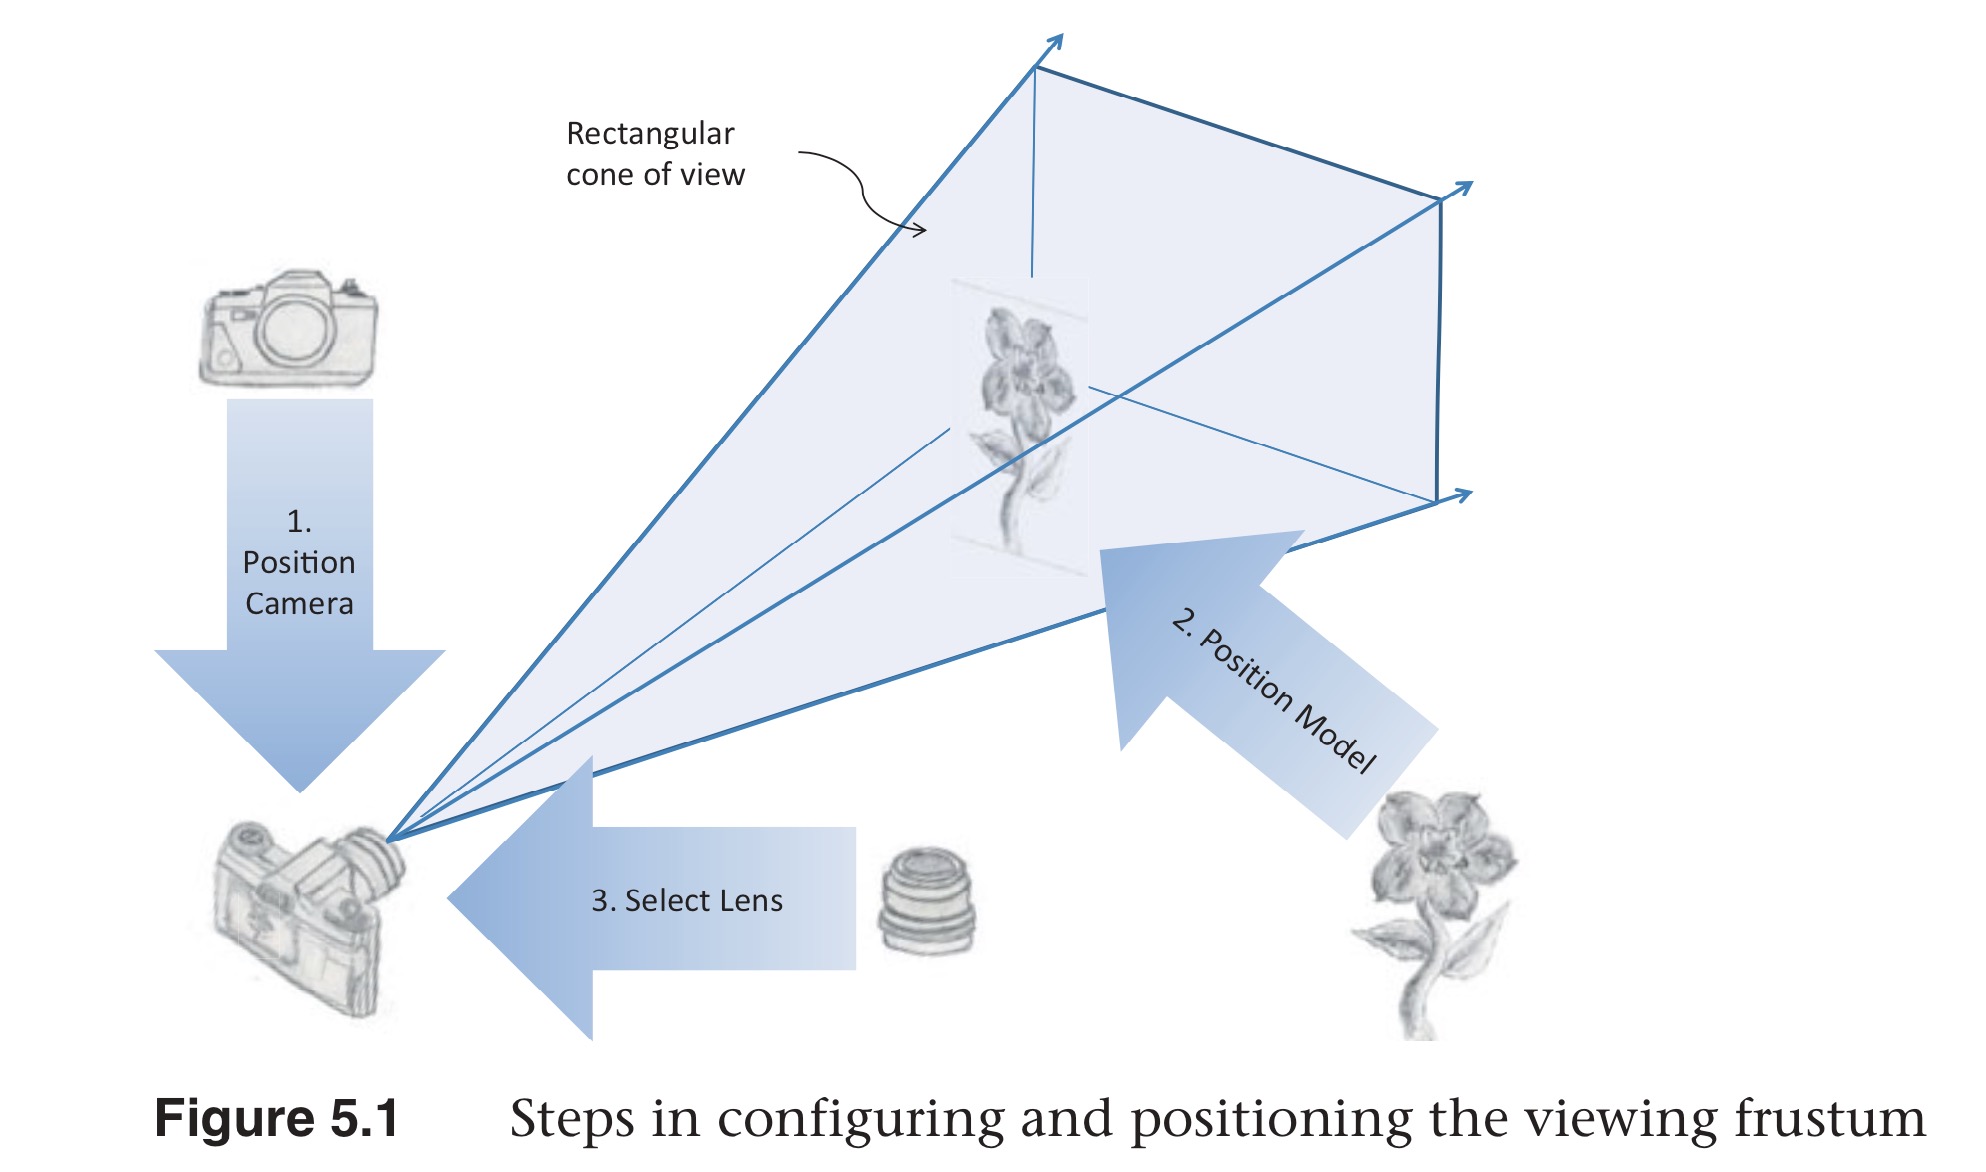 Rectangular
cone of view
1.
Position
Camera
2. Position Model
3. Select Lens
Figure 5.1 Steps in configuring and positioning the viewing frustum